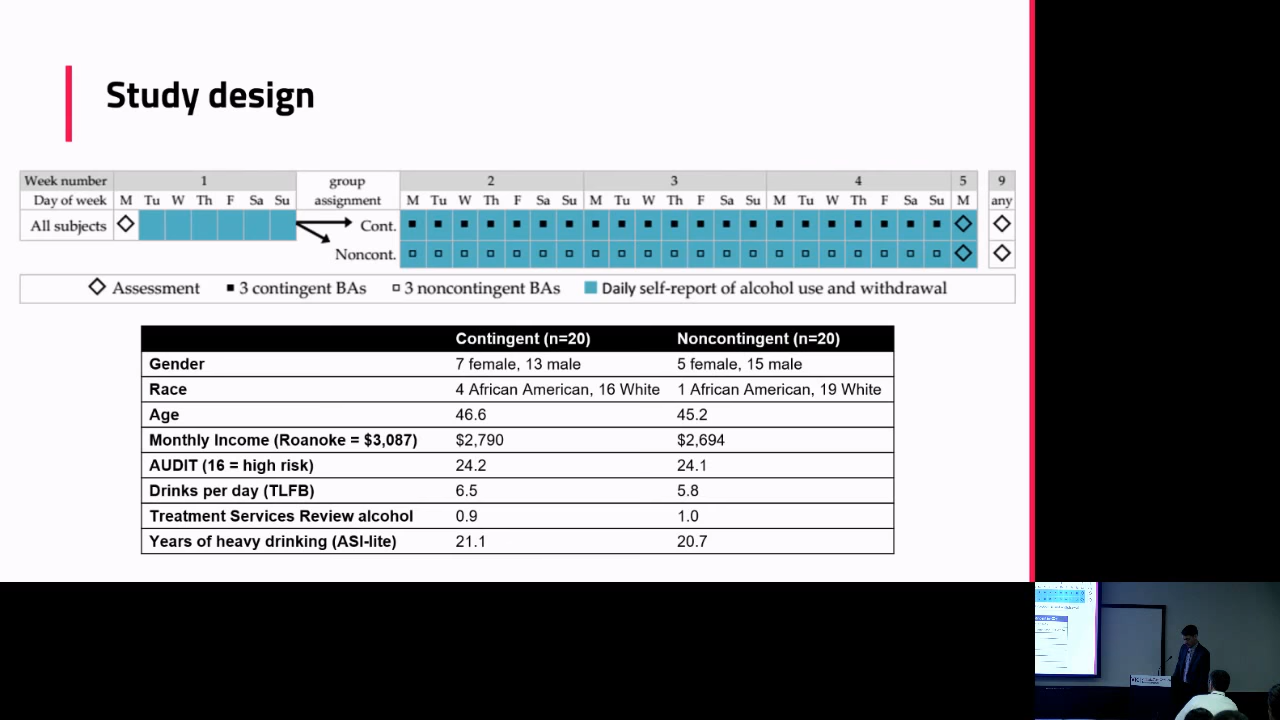 Study design
Week number 1 group 2 3 4 5 9
Day of week M Tu W Th F Sa Su assignment M Tu W Th F Sa Su M Tu W Th F Sa Su M Tu W Th F Sa Su M any
All subjects Cont.
Noncont.
Assessment 3 contingent BAs 3 noncontingent BAs Daily self-report of alcohol use and withdrawal
Contingent (n=20) Noncontingent (n=20)
Gender 7 female, 13 male 5 female, 15 male
Race 4 African American, 16 White 1 African American, 19 White
Age 46.6 45.2
Monthly Income (Roanoke = $3,087) $2,790 $2,694
AUDIT (16 = high risk) 24.2 24.1
Drinks per day (TLFB) 6.5 5.8
Treatment Services Review alcohol 0.9 1.0
Years of heavy drinking (ASI-lite) 21.1 20.7